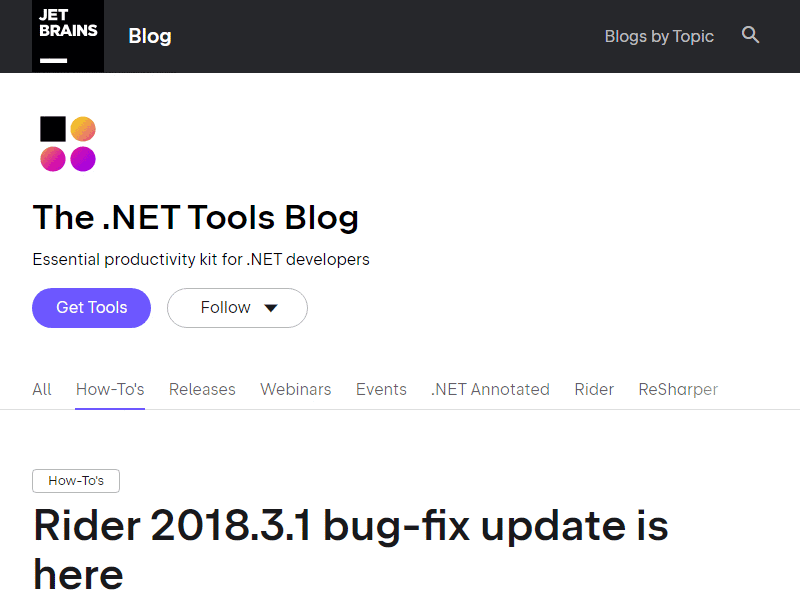 JET
BRAINS
Blog
Blogs by Topic
The .NET Tools Blog
Essential productivity kit for .NET developers
Get Tools
Follow
All How-To's Releases Webinars Events .NET Annotated Rider ReSharper
How-To's
Rider 2018.3.1 bug-fix update is
here